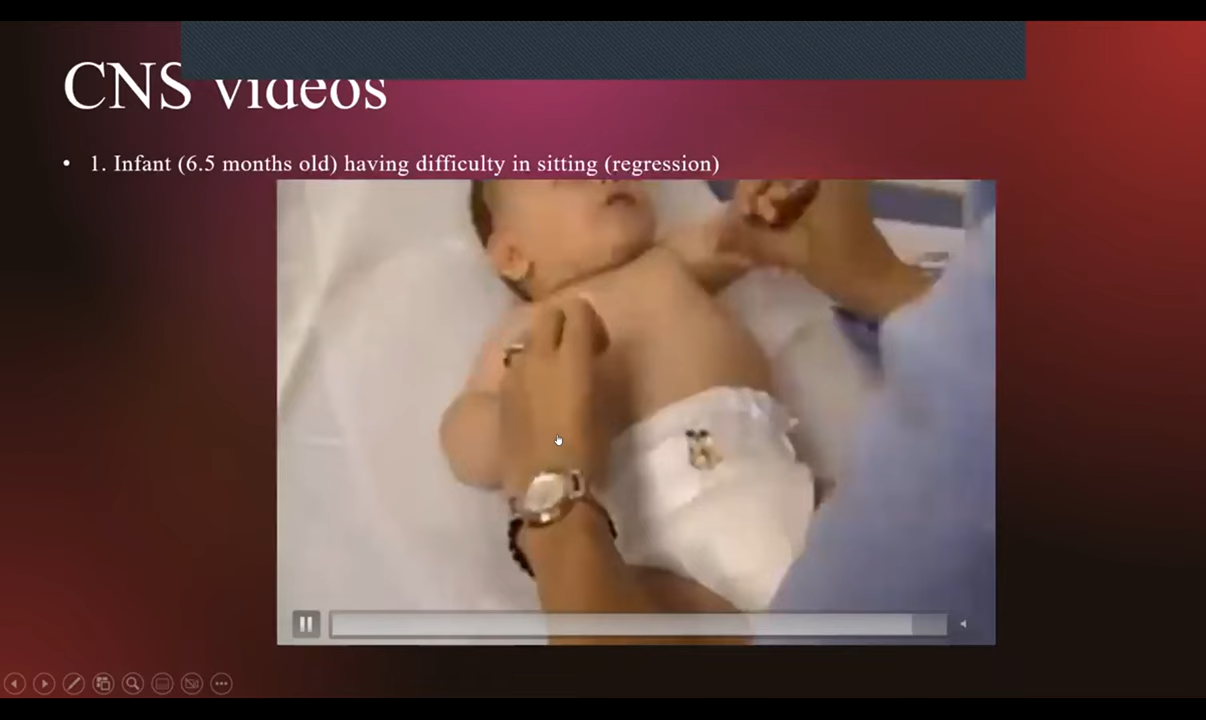 CNS videos
• 1. Infant (6.5 months old) having difficulty in sitting (regression)